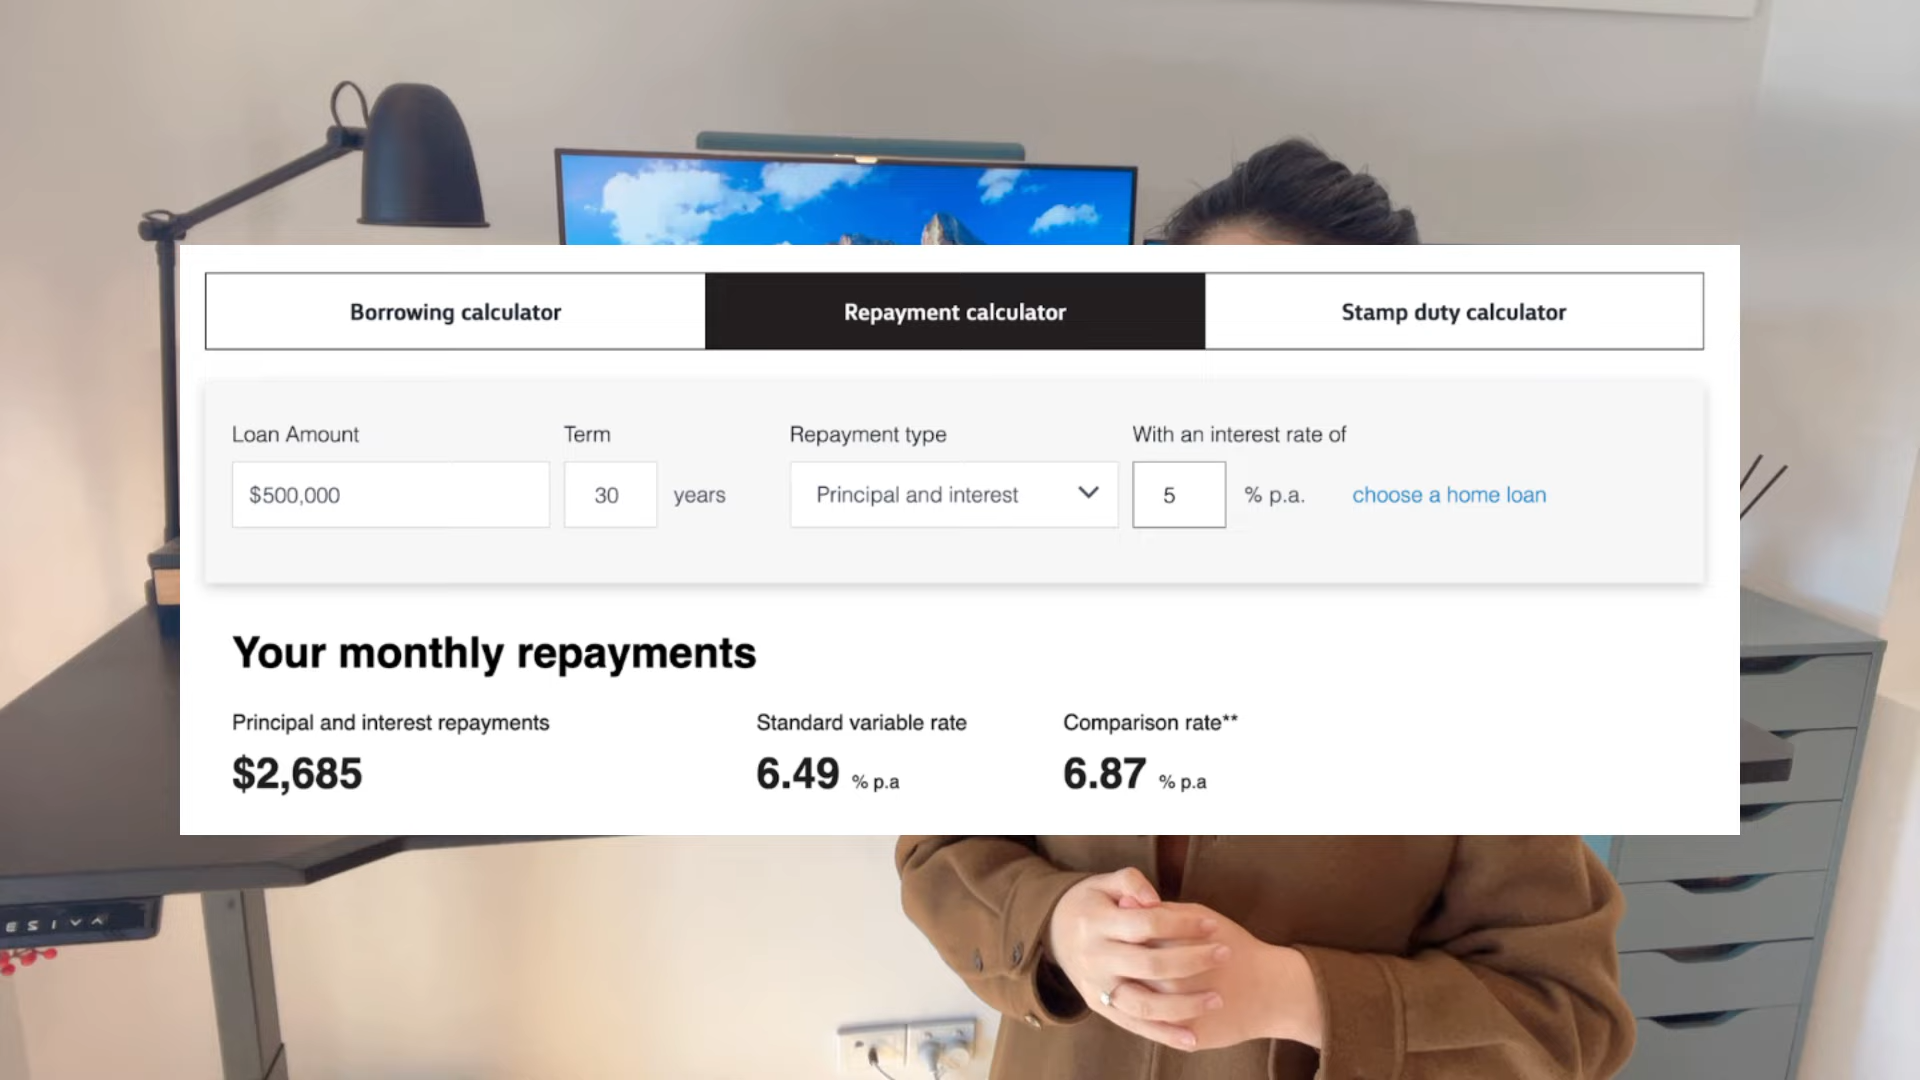 Borrowing calculator
Repayment calculator
Stamp duty calculator
Loan Amount
Term
Repayment type
With an interest rate of
$500,000
30
years
Principal and interest
5
% p.a.
choose a home loan
Your monthly repayments
Principal and interest repayments
Standard variable rate
Comparison rate**
$2,685
6.49 % p.a
6.87 % p.a
ESIVA